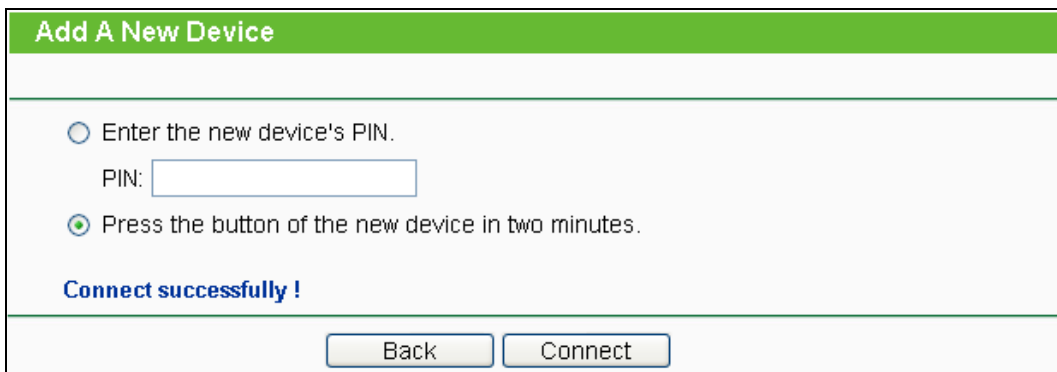 Add A New Device
Enter the new device's PIN.
PIN:
Press the button of the new device in two minutes.
Connect successfully !
Back Connect